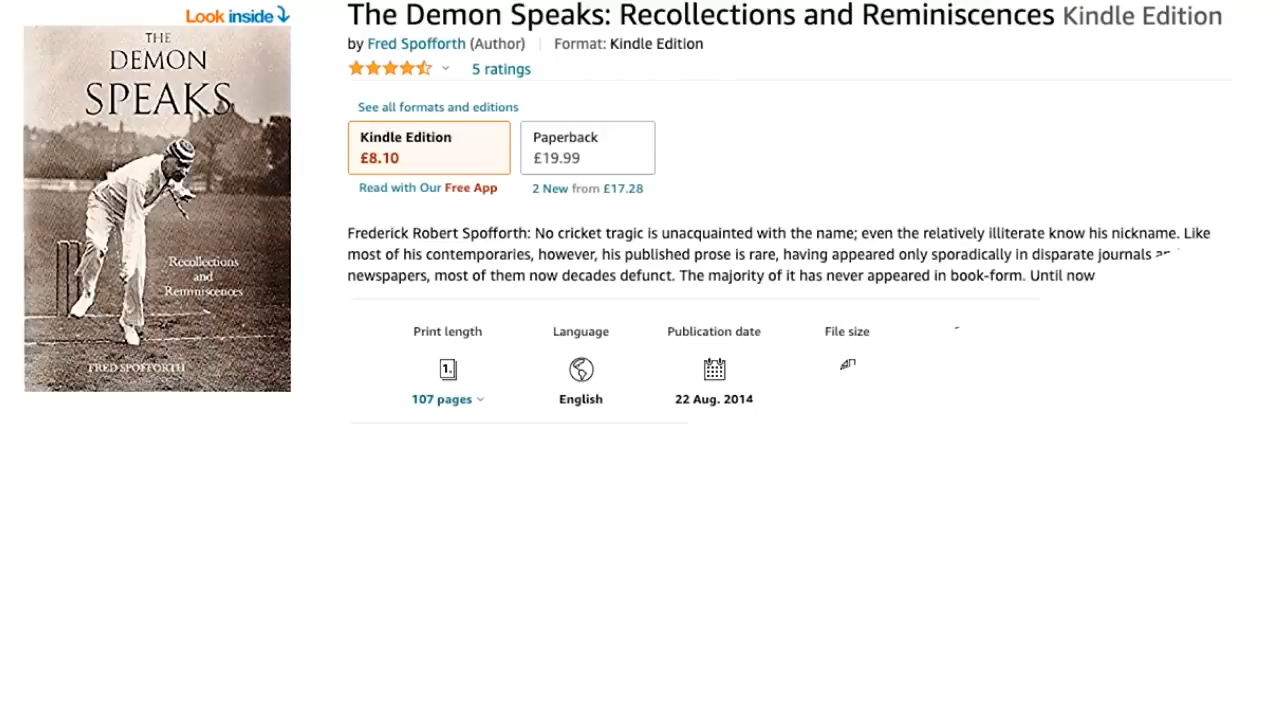 Look inside
THE
DEMON
SPEAKS
Recollections
and
Reminiscences
FRED SPOFFORTH
The Demon Speaks: Recollections and Reminiscences Kindle Edition
by Fred Spofforth (Author) Format: Kindle Edition
5 ratings
See all formats and editions
Kindle Edition
£8.10
Paperback
£19.99
Read with Our Free App
2 New from £17.28
Frederick Robert Spofforth: No cricket tragic is unacquainted with the name; even the relatively illiterate know his nickname. Like
most of his contemporaries, however, his published prose is rare, having appeared only sporadically in disparate journals
newspapers, most of them now decades defunct. The majority of it has never appeared in book-form. Until now
Print length
Language
Publication date
File size
1.
107 pages
English
22 Aug. 2014